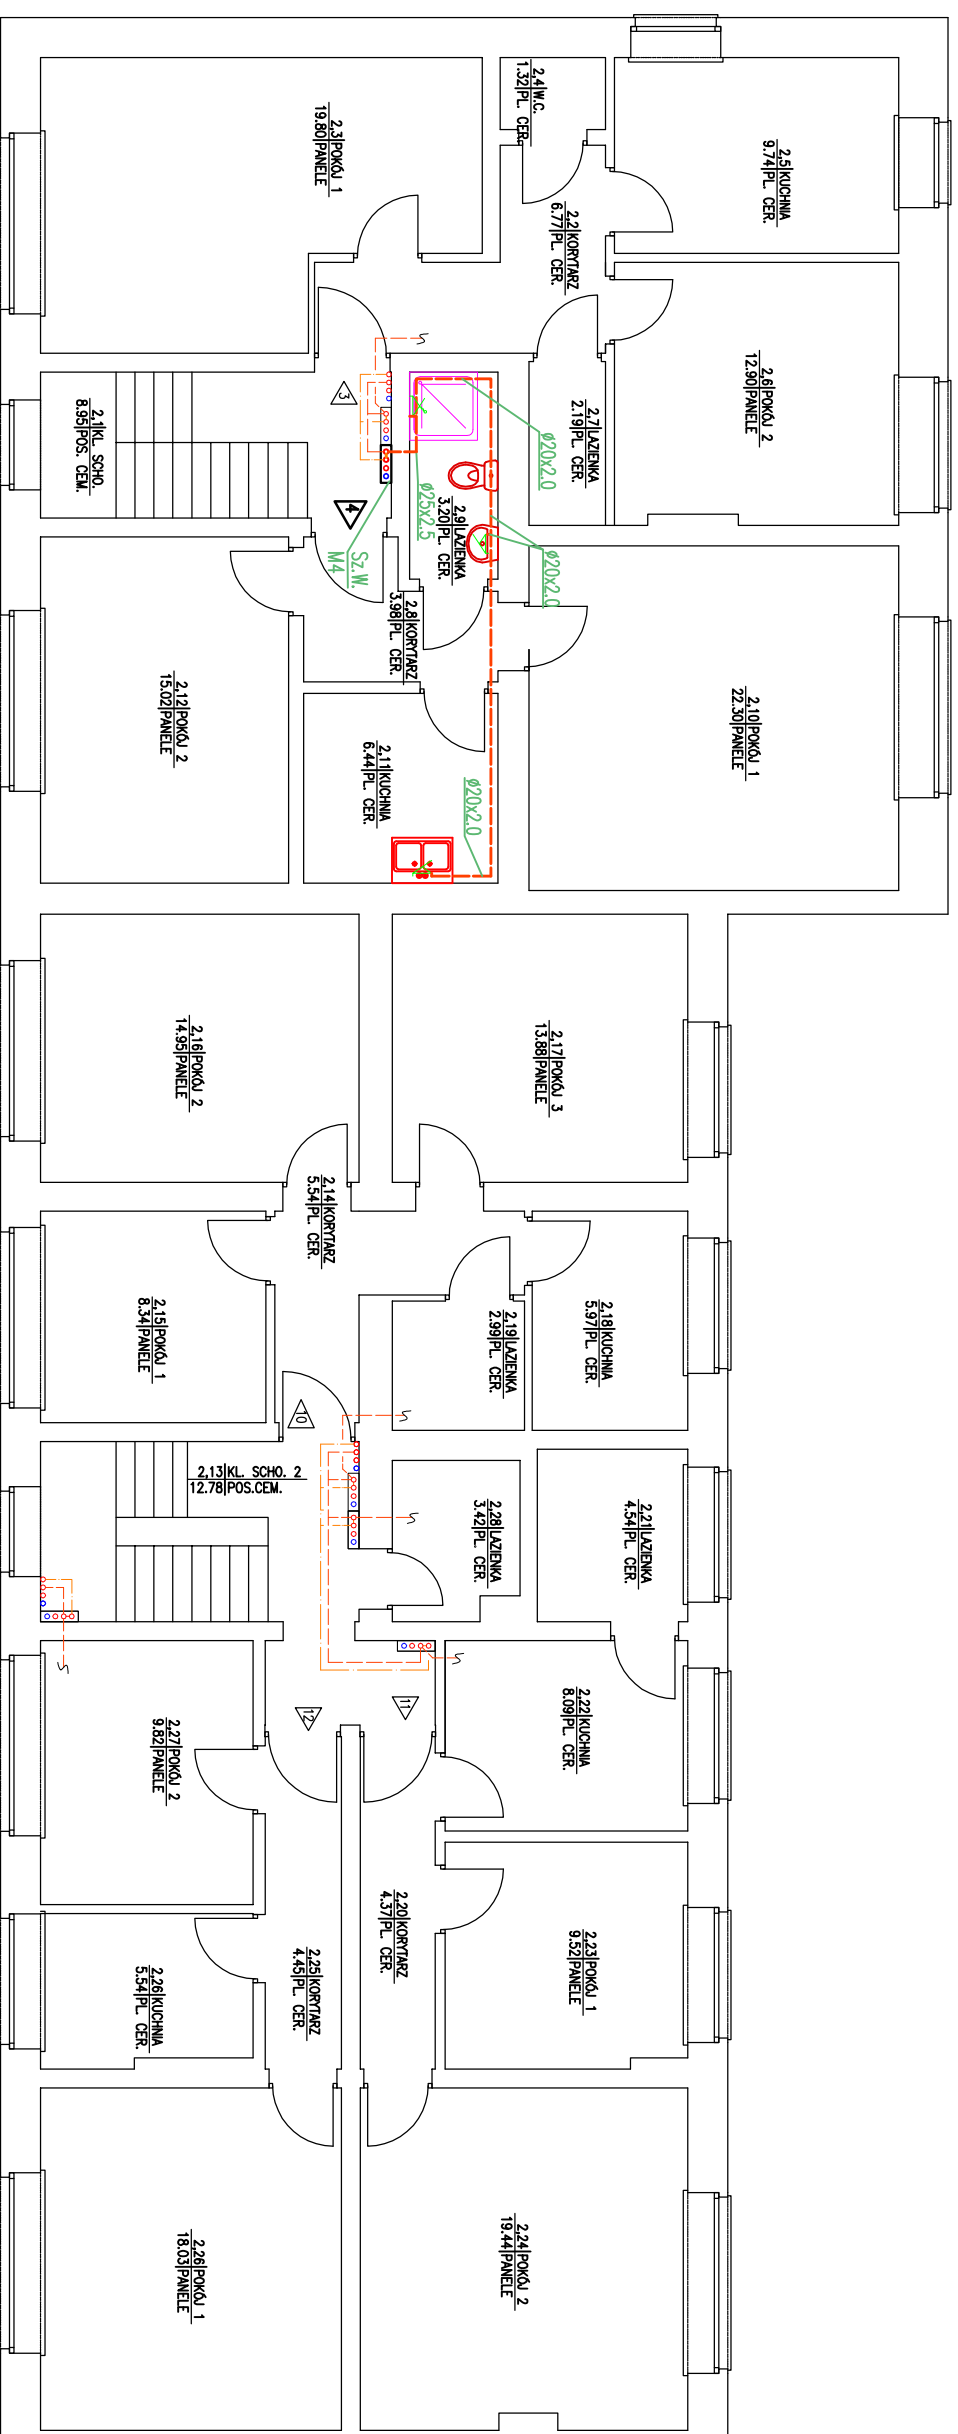 2,4|W.C.
1.32|PL. CER.
2,5|KUCHNIA
9.74|PL. CER.
2,3|POKÓJ 1
19.80|PANELE
2,2|KORYTARZ
6.77|PL. CER.
2,6|POKÓJ 2
12.90|PANELE
2,7|LAZIENKA
2.19|PL. CER.
2,1|KL. SCHO.
8.95|POS. CEM.
3
4
ø20x2.0
ø25x2.5
ø20x2.0
2,9|LAZIENKA
3.20|PL. CER.
Sz.W.
M4
2,8|KORYTARZ
3.98|PL. CER.
2,12|POKÓJ 2
15.02|PANELE
2,10|POKÓJ 1
22.30|PANELE
2,11|KUCHNIA
6.44|PL. CER.
ø20x2.0
2,16|POKÓJ 2
14.95|PANELE
2,17|POKÓJ 3
13.88|PANELE
2,14|KORYTARZ
5.54|PL. CER.
2,15|POKÓJ 1
8.34|PANELE
2,18|KUCHNIA
5.97|PL. CER.
2,19|LAZIENKA
2.99|PL. CER.
10
2,13|KL. SCHO. 2
12.78|POS.CEM.
2,28|LAZIENKA
3.42|PL. CER.
2,21|LAZIENKA
4.54|PL. CER.
12
11
2,22|KUCHNIA
8.09|PL. CER.
2,27|POKÓJ 2
9.82|PANELE
2,20|KORYTARZ
4.37|PL. CER.
2,23|POKÓJ 1
9.52|PANELE
2,25|KORYTARZ
4.45|PL. CER.
2,26|KUCHNIA
5.54|PL. CER.
2,26|POKÓJ 1
18.03|PANELE
2,24|POKÓJ 2
19.44|PANELE